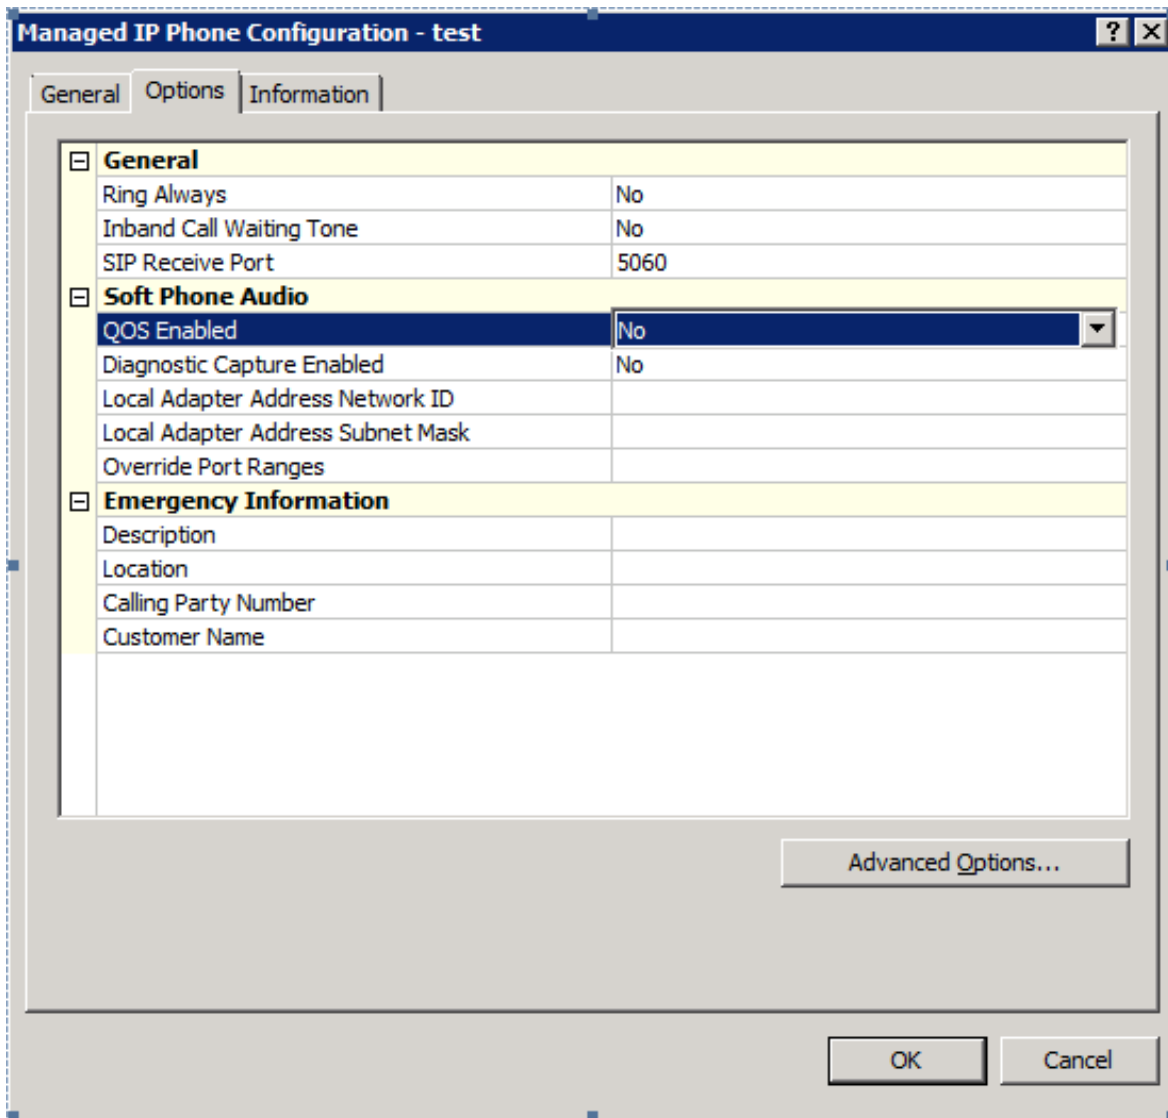 Managed IP Phone Configuration - test
General Options Information
General
Ring Always No
Inband Call Waiting Tone No
SIP Receive Port 5060
Soft Phone Audio
QOS Enabled No
Diagnostic Capture Enabled No
Local Adapter Address Network ID
Local Adapter Address Subnet Mask
Override Port Ranges
Emergency Information
Description
Location
Calling Party Number
Customer Name
Advanced Options...
OK Cancel